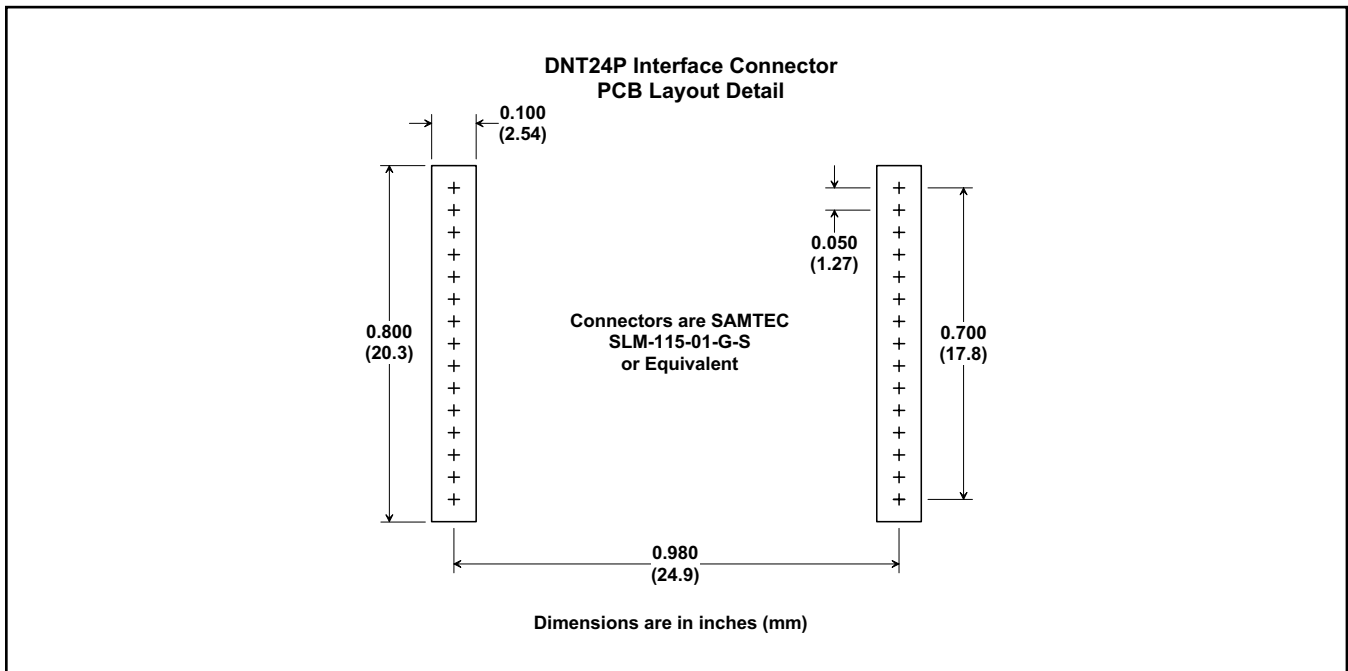 DNT24P Interface Connector
PCB Layout Detail
0.100
(2.54)
0.050
(1.27)
0.800
(20.3)
Connectors are SAMTEC
SLM-115-01-G-S
or Equivalent
0.700
(17.8)
0.980
(24.9)
Dimensions are in inches (mm)